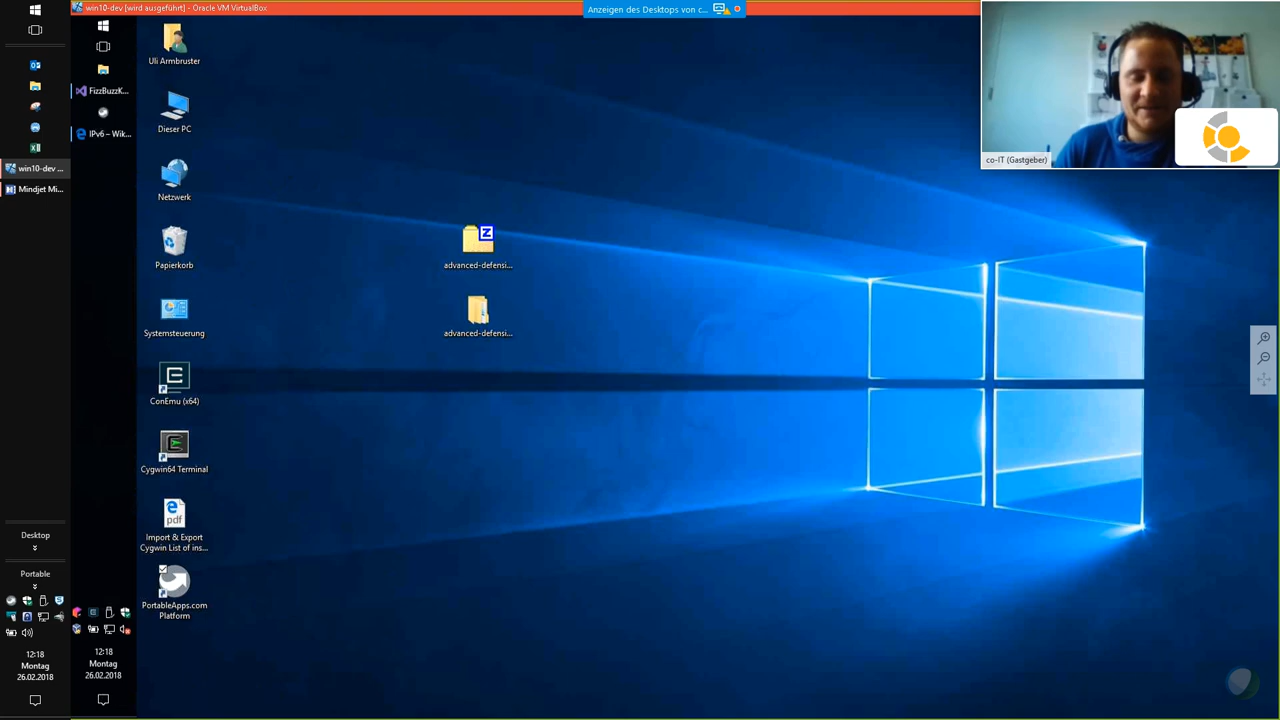 win10-dev [wird ausgeführt] - Oracle VM VirtualBox
Anzeigen des Desktops von c...
co-IT (Gastgeber)
FizzBuzzK...
IPv6 – Wik...
win10-dev ...
Mindjet Mi...
Uli Armbruster
Dieser PC
Netzwerk
Papierkorb
Systemsteuerung
ConEmu (x64)
Cygwin64 Terminal
pdf
Import & Export
Cygwin List of ins...
PortableApps.com
Platform
Z
advanced-defensi...
advanced-defensi...
Desktop
Portable
12:18
Montag
26.02.2018
12:18
Montag
26.02.2018